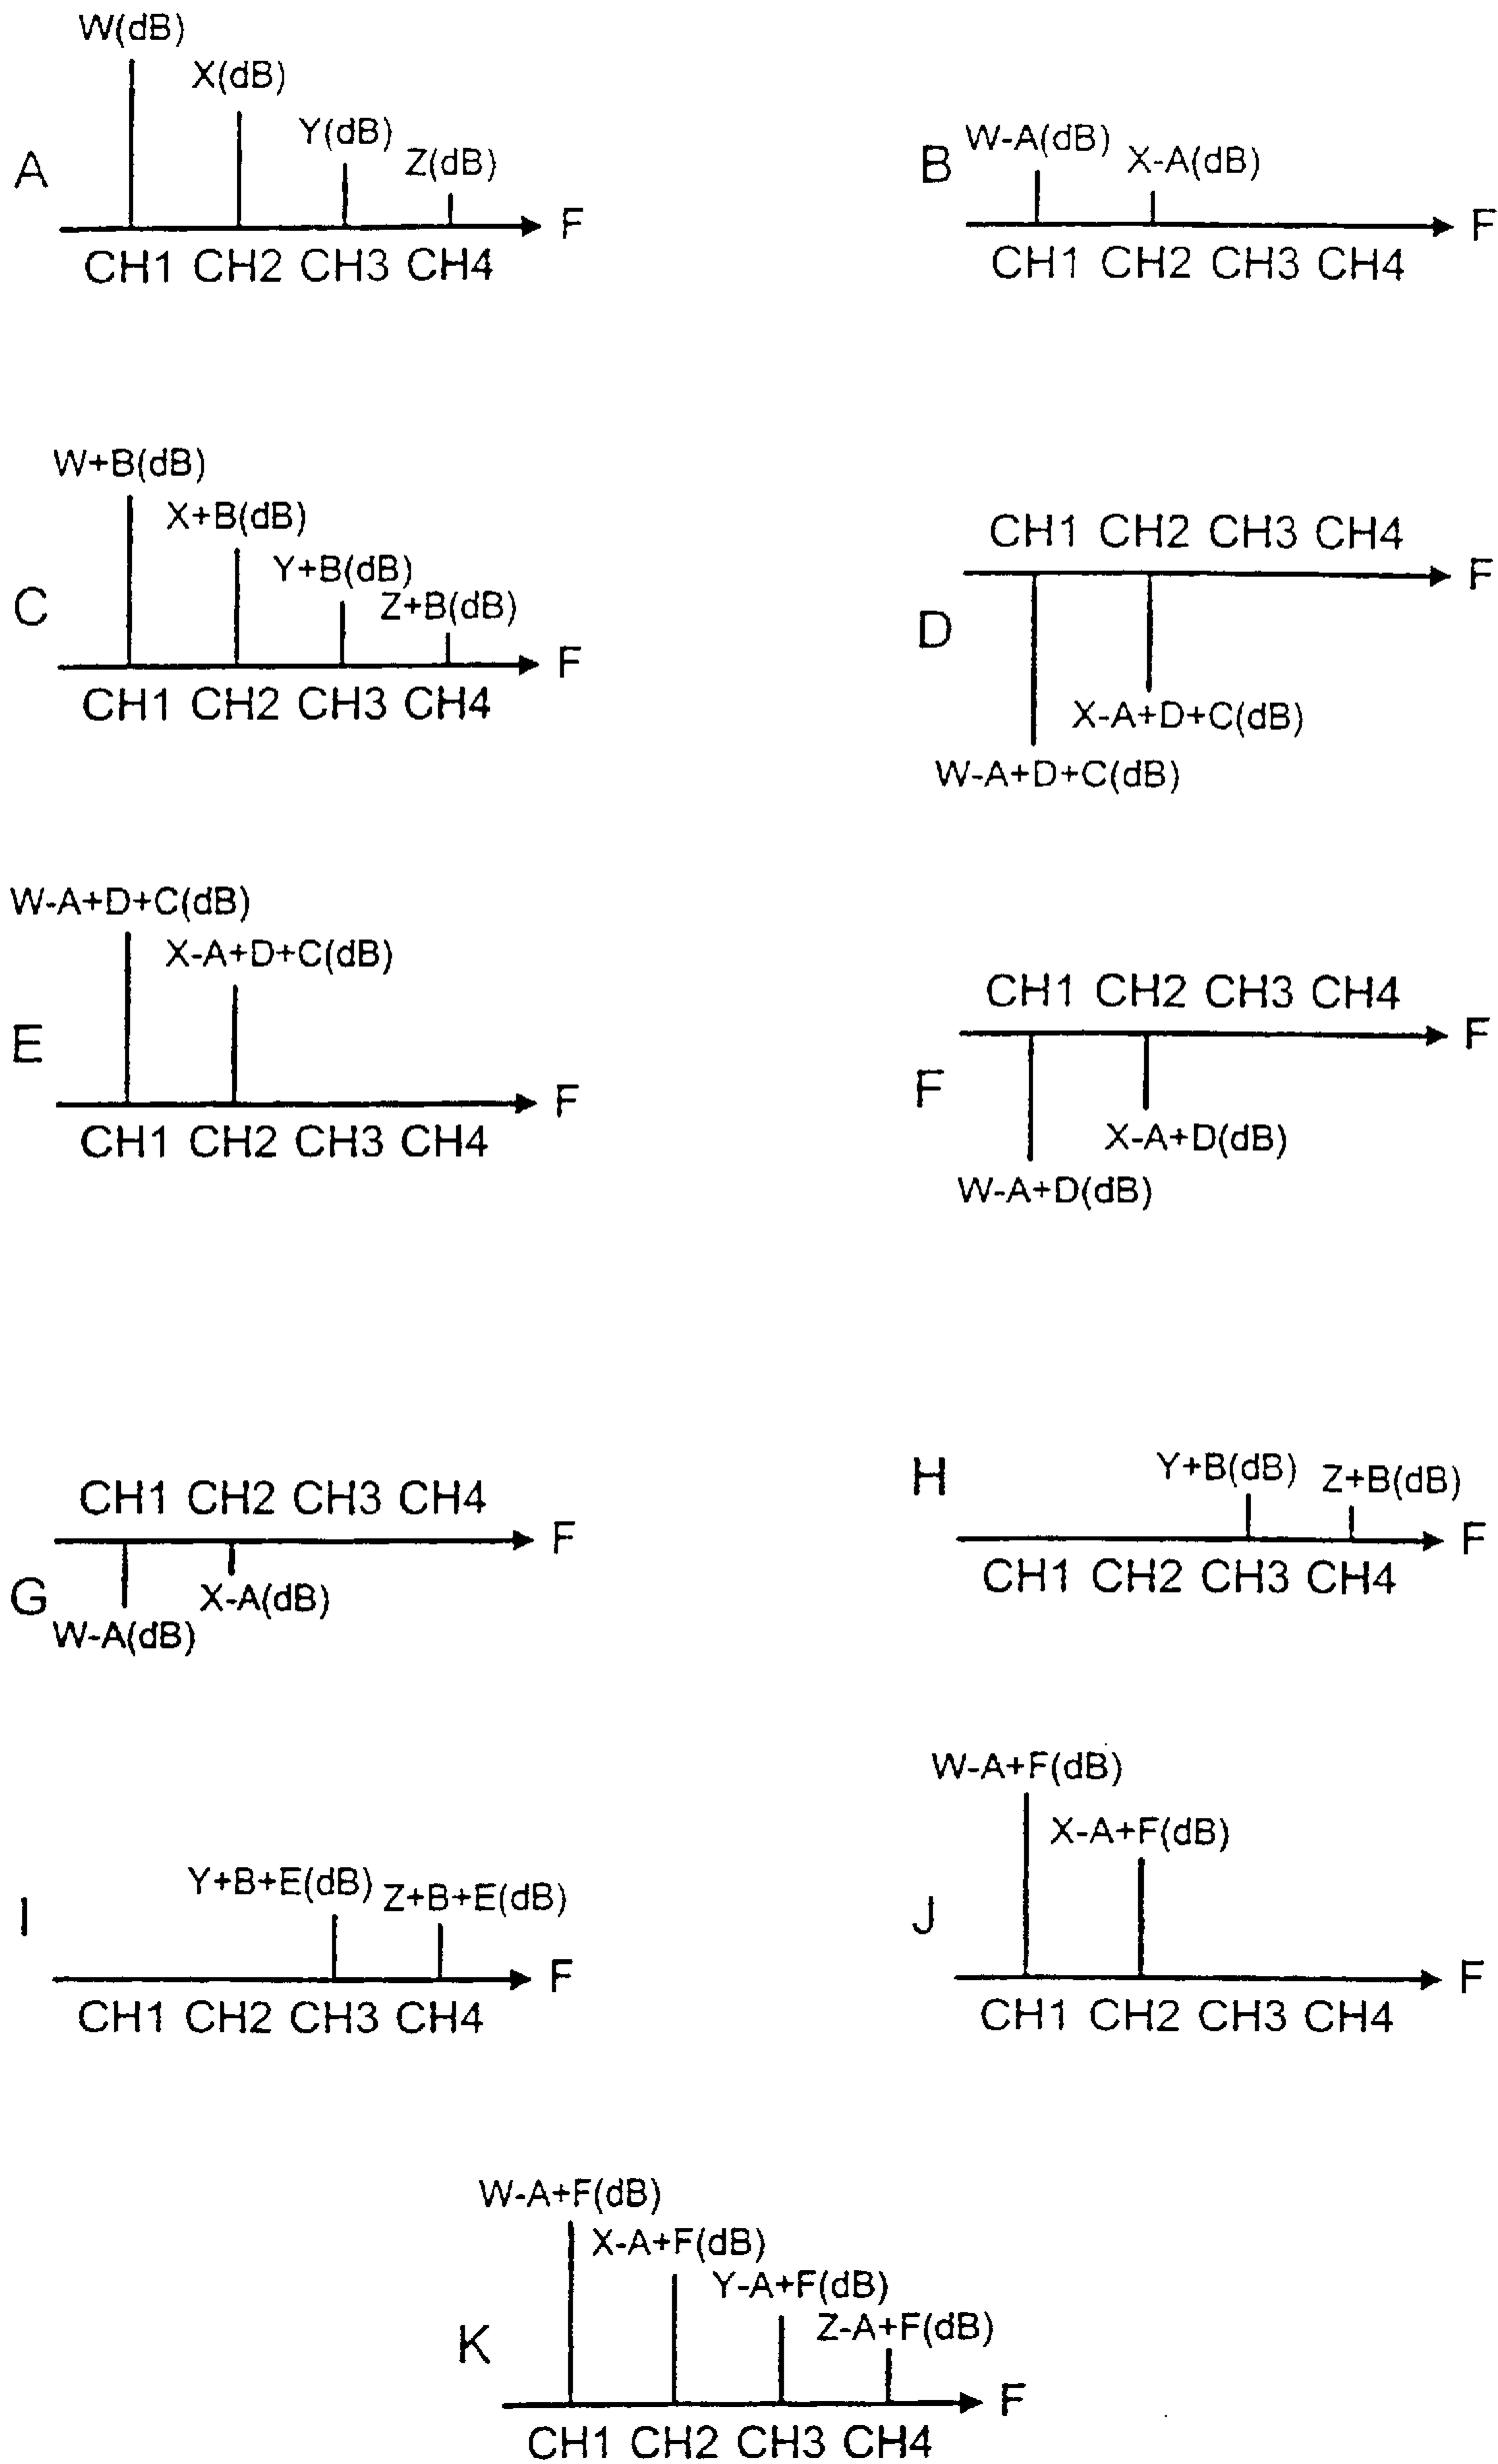 W(dB)
X(dB)
Y(dB)
Z(dB)
A
F
CH1 CH2 CH3 CH4
W-A(dB)
X-A(dB)
B
F
CH1 CH2 CH3 CH4
W+B(dB)
X+B(dB)
Y+B(dB)
Z+B(dB)
C
F
CH1 CH2 CH3 CH4
CH1 CH2 CH3 CH4
F
D
X-A+D+C(dB)
W-A+D+C(dB)
W-A+D+C(dB)
X-A+D+C(dB)
E
F
CH1 CH2 CH3 CH4
CH1 CH2 CH3 CH4
F
F
X-A+D(dB)
W-A+D(dB)
CH1 CH2 CH3 CH4
F
G
X-A(dB)
W-A(dB)
H
Y+B(dB)
Z+B(dB)
F
CH1 CH2 CH3 CH4
Y+B+E(dB)
Z+B+E(dB)
I
F
CH1 CH2 CH3 CH4
W-A+F(dB)
X-A+F(dB)
J
F
CH1 CH2 CH3 CH4
W-A+F(dB)
X-A+F(dB)
Y-A+F(dB)
Z-A+F(dB)
K
F
CH1 CH2 CH3 CH4